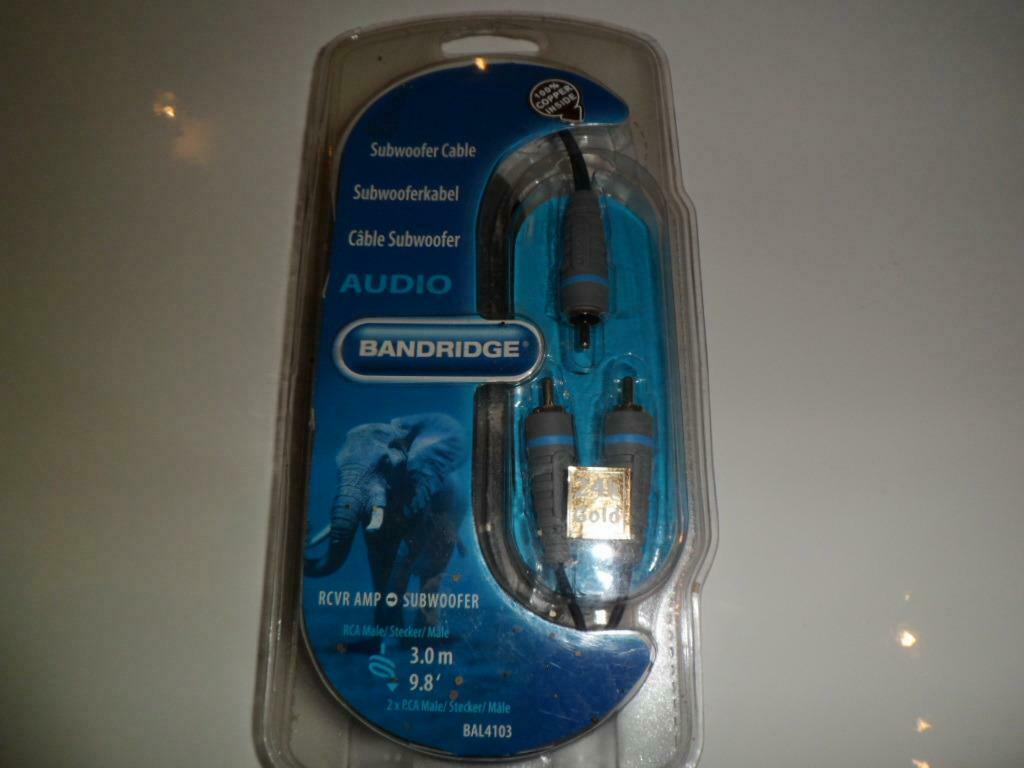 100%
COPPER
INSIDE
Subwoofer Cable
Subwooferkabel
Câble Subwoofer
AUDIO
BANDRIDGE®
Gold
RCVR AMP SUBWOOFER
RCA Male/ Stecker/ Mâle
3.0 m
9.8'
2 x RCA Male/ Stecker/ Mâle
BAL4103